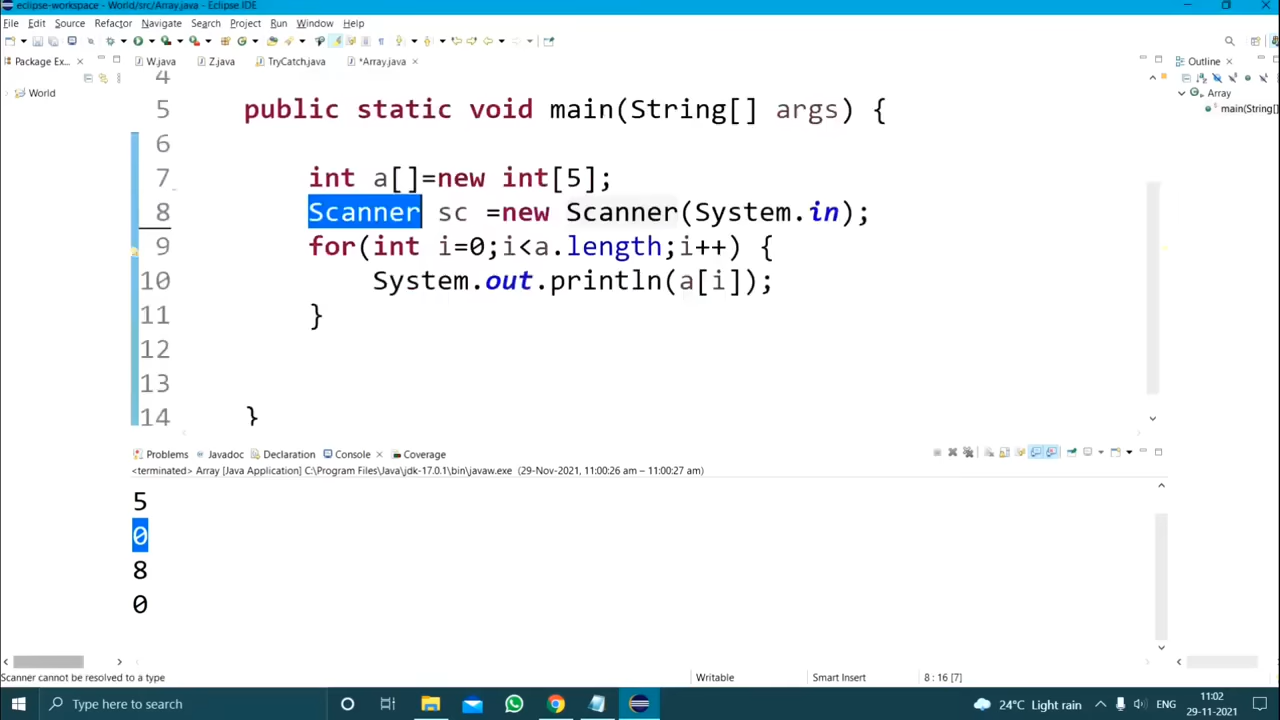 eclipse-workspace - World/src/Array.java - Eclipse IDE
File Edit Source Refactor Navigate Search Project Run Window Help
Package Ex... W.java Z.java TryCatch.java *Array.java Outline
World
Array
main(String[]
4
5 public static void main(String[] args) {
6
7 int a[]=new int[5];
8 Scanner sc =new Scanner(System.in);
9 for(int i=0;i<a.length;i++) {
10 System.out.println(a[i]);
11 }
12
13
14 }
Problems Javadoc Declaration Console Coverage
<terminated> Array [Java Application] C:\Program Files\Java\jdk-17.0.1\bin\javaw.exe (29-Nov-2021, 11:00:26 am – 11:00:27 am)
5
0
8
0
Scanner cannot be resolved to a type Writable Smart Insert 8 : 16 [7]
Type here to search 24°C Light rain ENG 11:02
29-11-2021